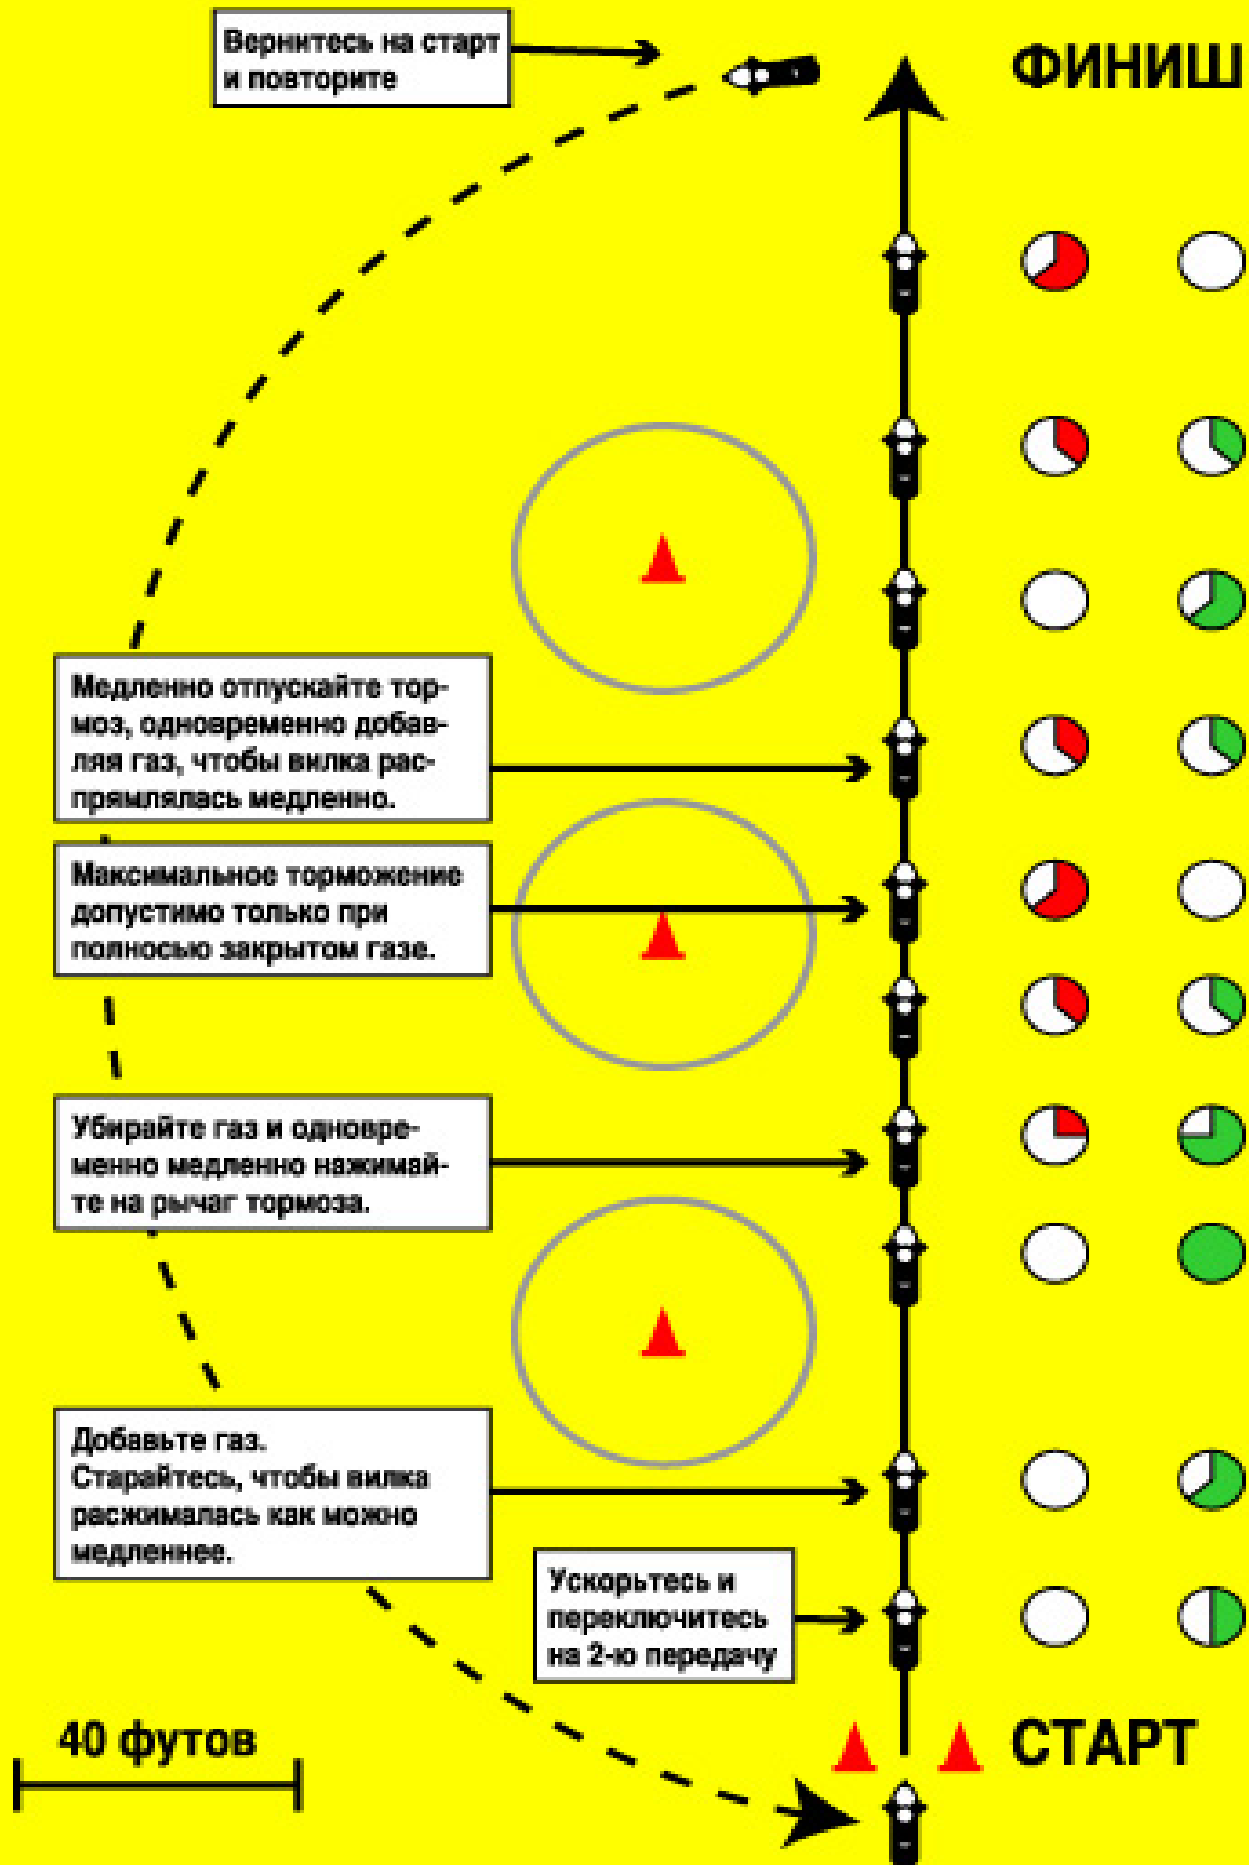 Вернитесь на старт
и повторите
ФИНИШ
Медленно отпускайте тор-
моз, одновременно добав-
ляя газ, чтобы вилка рас-
прямлялась медленно.
Максимальное торможение
допустимо только при
полносью закрытом газе.
Убирайте газ и одновре-
менно медленно нажимай-
те на рычаг тормоза.
Добавьте газ.
Старайтесь, чтобы вилка
расжималась как можно
медленнее.
Ускорьтесь и
переключитесь
на 2-ю передачу
40 футов
СТАРТ